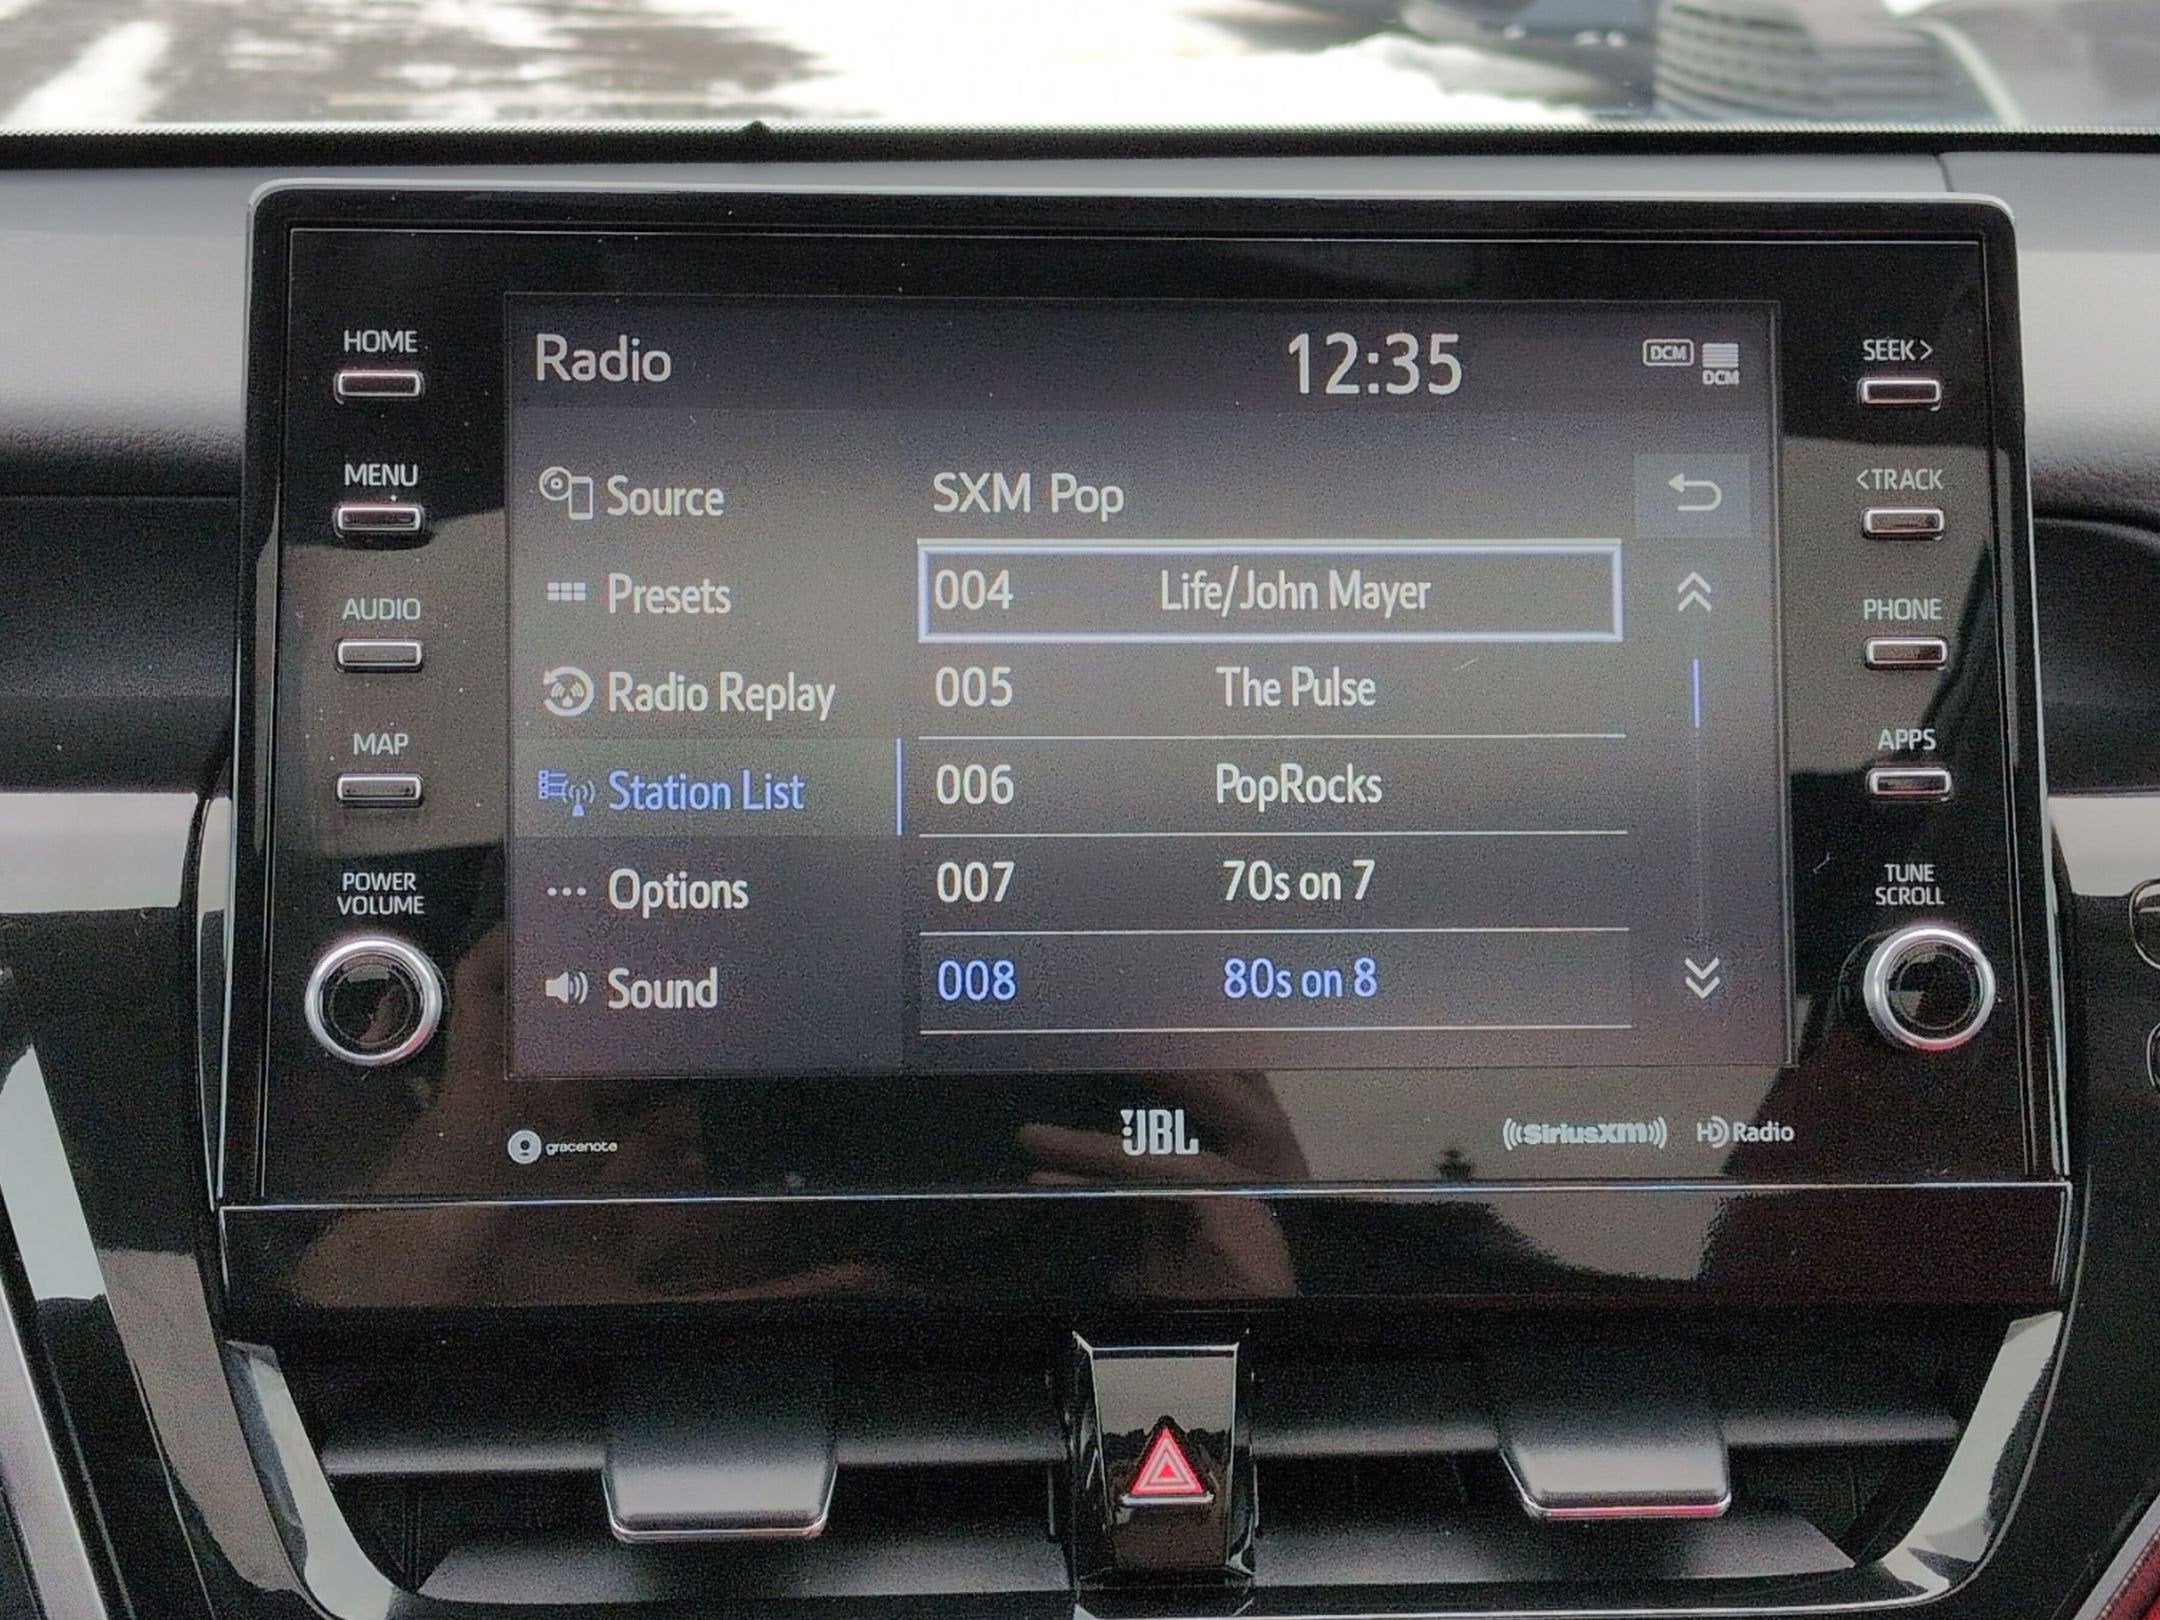 HOME
MENU
AUDIO
MAP
POWER
VOLUME
Radio
12:35
DCM
DCM
Source
Presets
Radio Replay
Station List
Options
Sound
SXM Pop
004 Life/John Mayer
005 The Pulse
006 PopRocks
007 70s on 7
008 80s on 8
SEEK>
<TRACK
PHONE
APPS
TUNE
SCROLL
gracenote
JBL
((SiriusXM))
HD Radio